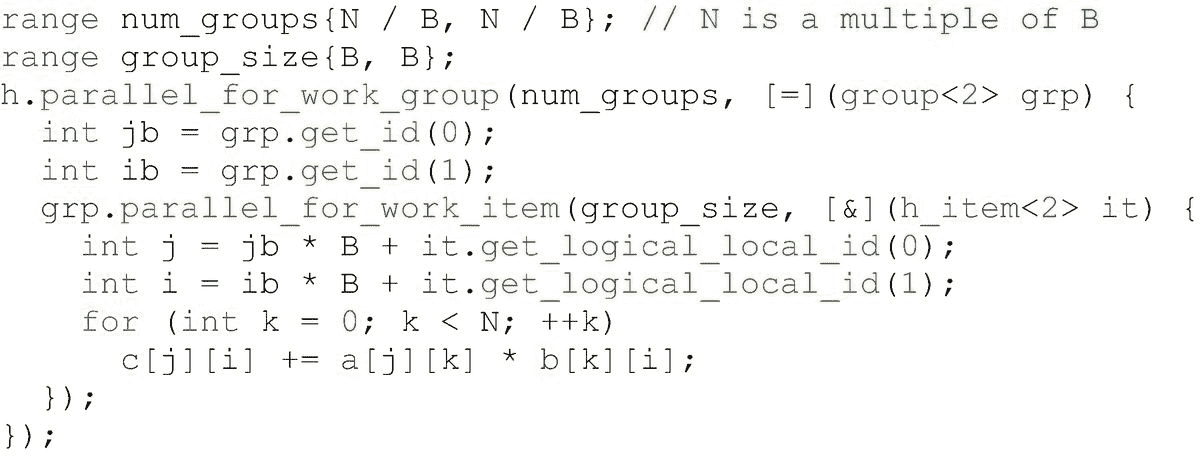 range num_groups{N / B, N / B}; // N is a multiple of B
range group_size{B, B};
h.parallel_for_work_group(num_groups, [=](group<2> grp) {
  int jb = grp.get_id(0);
  int ib = grp.get_id(1);
  grp.parallel_for_work_item(group_size, [&](h_item<2> it) {
    int j = jb * B + it.get_logical_local_id(0);
    int i = ib * B + it.get_logical_local_id(1);
    for (int k = 0; k < N; ++k)
      c[j][i] += a[j][k] * b[k][i];
  });
});